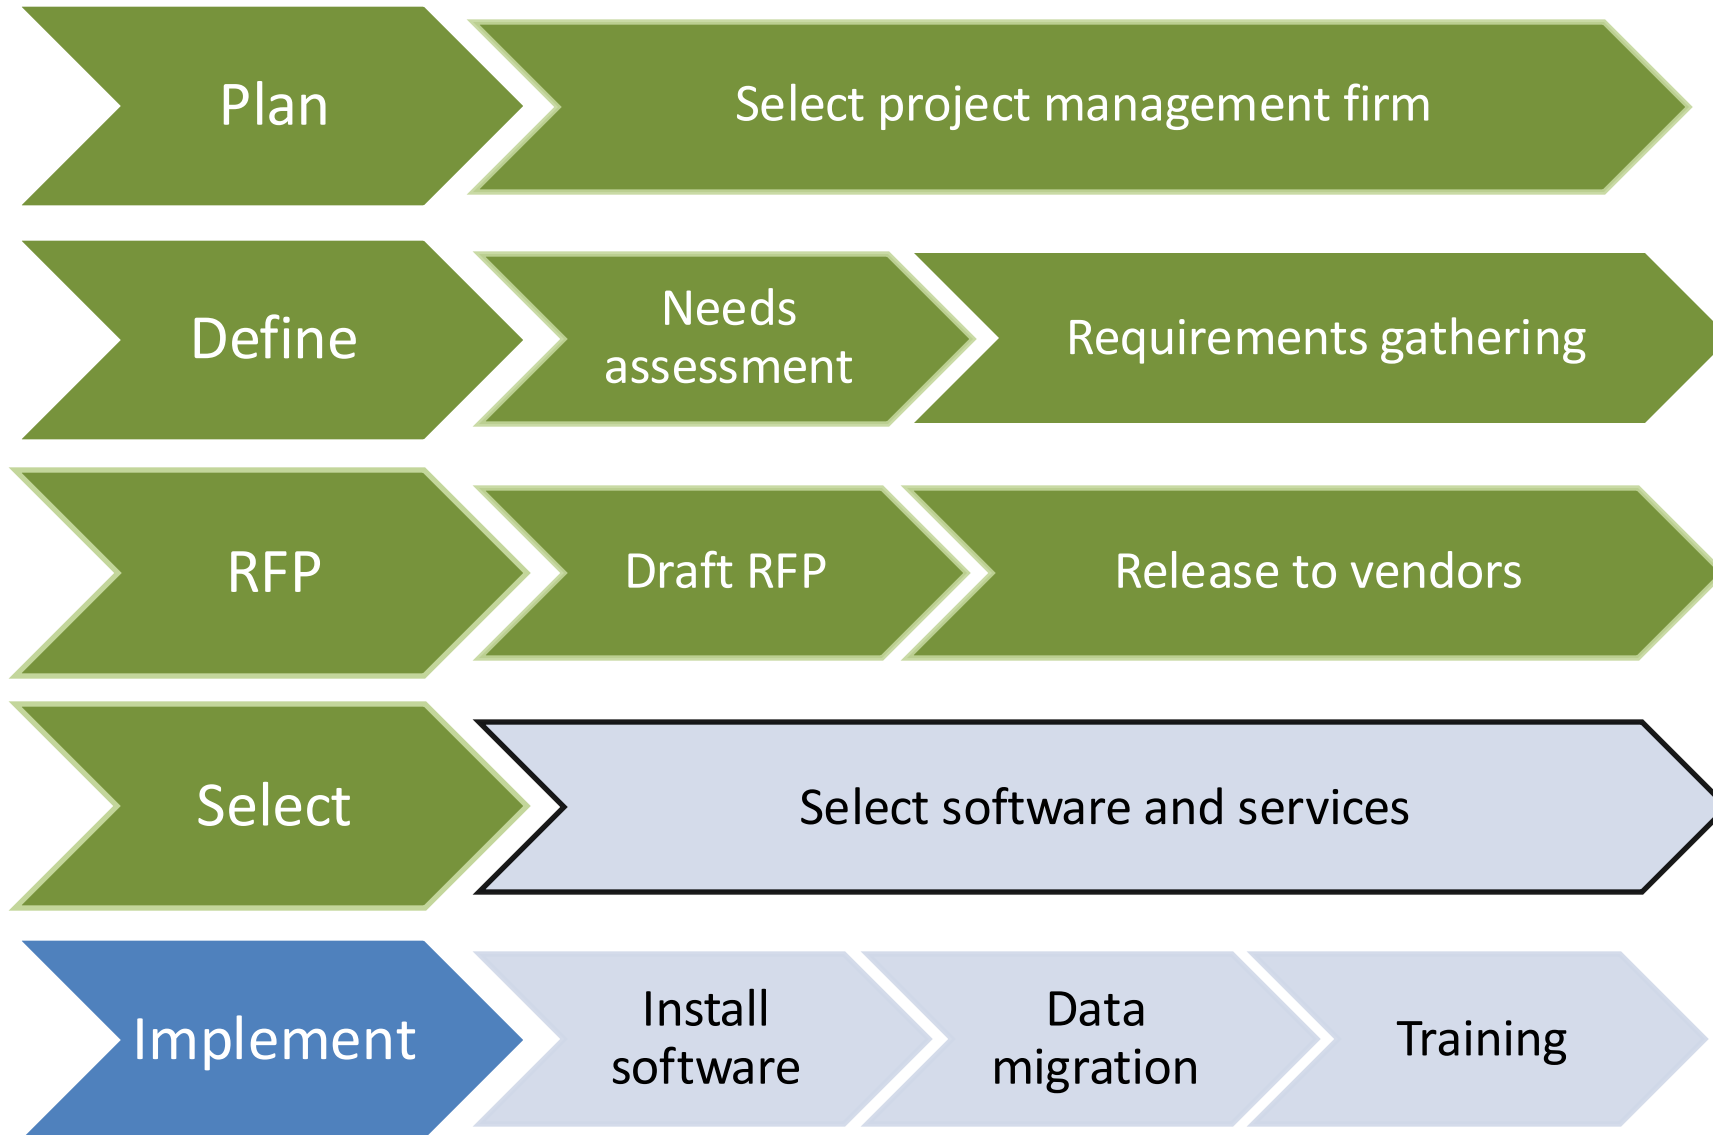 Plan
Select project management firm
Define
Needs
assessment
Requirements gathering
RFP
Draft RFP
Release to vendors
Select
Select software and services
Implement
Install
software
Data
migration
Training